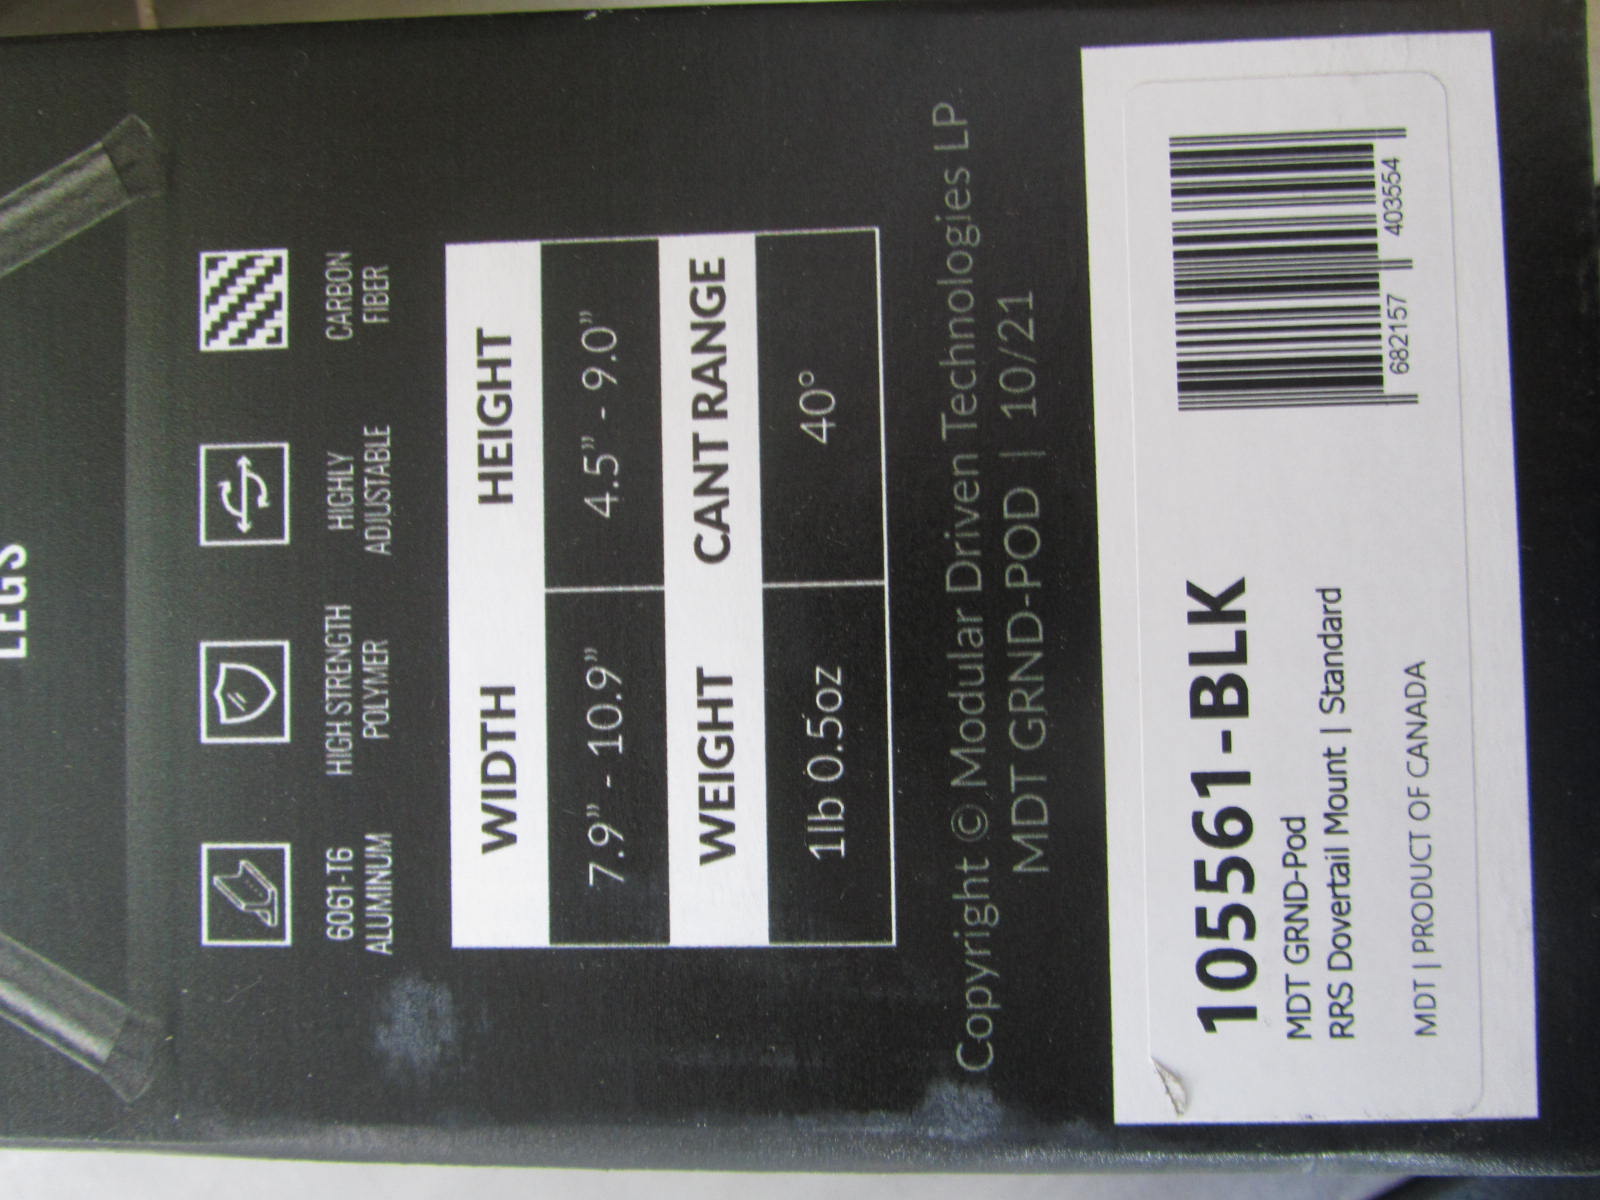 LEGS
6061-T6
ALUMINUM
HIGH STRENGTH
POLYMER
HIGHLY
ADJUSTABLE
CARBON
FIBER
WIDTH HEIGHT
7.9” - 10.9” 4.5” - 9.0”
WEIGHT CANT RANGE
1lb 0.5oz 40°
Copyright © Modular Driven Technologies LP
MDT GRND-POD | 10/21
105561-BLK
MDT GRND-Pod
RRS Dovertail Mount | Standard
MDT | PRODUCT OF CANADA
682157 403554